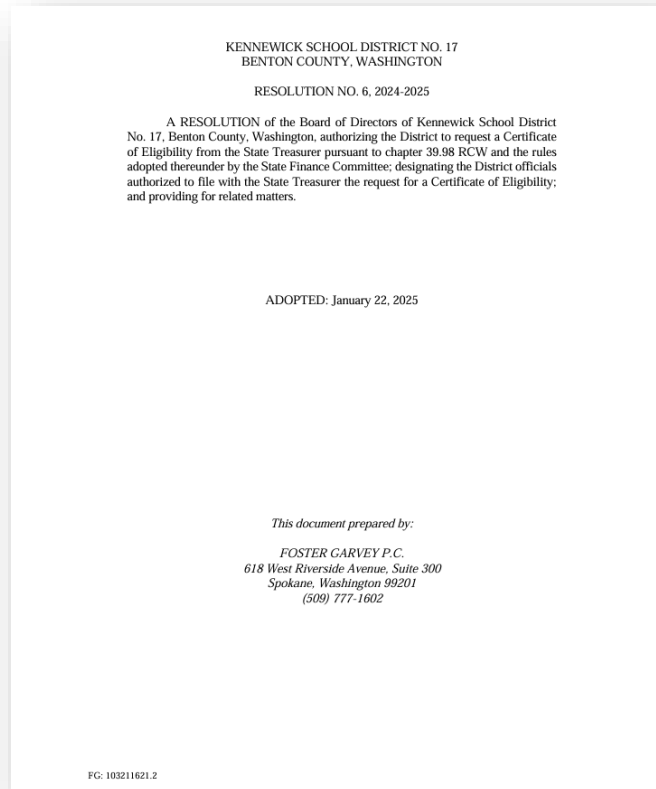 KENNEWICK SCHOOL DISTRICT NO. 17
BENTON COUNTY, WASHINGTON
RESOLUTION NO. 6, 2024-2025
A RESOLUTION of the Board of Directors of Kennewick School District
No. 17, Benton County, Washington, authorizing the District to request a Certificate
of Eligibility from the State Treasurer pursuant to chapter 39.98 RCW and the rules
adopted thereunder by the State Finance Committee; designating the District officials
authorized to file with the State Treasurer the request for a Certificate of Eligibility;
and providing for related matters.
ADOPTED: January 22, 2025
This document prepared by:
FOSTER GARVEY P.C.
618 West Riverside Avenue, Suite 300
Spokane, Washington 99201
(509) 777-1602
FG: 103211621.2